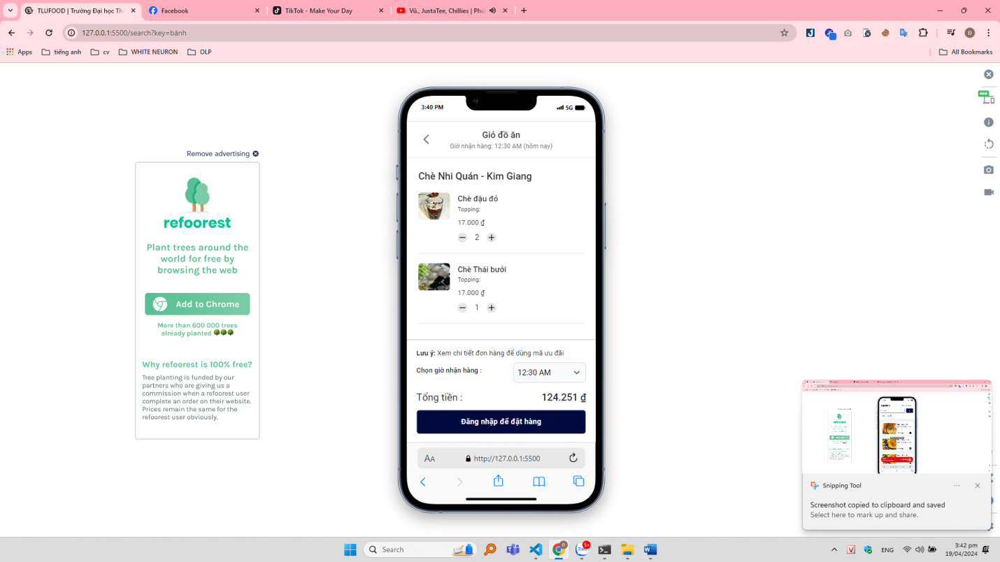 TLUFOOD | Trường Đại học Th
Facebook
TikTok - Make Your Day
Vũ., JustaTee, Chillies | Phú
127.0.0.1:5500/search?key=bánh
Apps
tiếng anh
cv
WHITE NEURON
OLP
All Bookmarks
NEW
Remove advertising
refoorest
Plant trees around the
world for free by
browsing the web
Add to Chrome
More than 600 000 trees
already planted
Why refoorest is 100% free?
Tree planting is funded by our
partners who are giving us a
commission when a refoorest user
complete an order on their website.
Prices remain the same for the
refoorest user obviously.
3:40 PM
5G
Giỏ đồ ăn
Giờ nhận hàng: 12:30 AM (hôm nay)
Chè Nhi Quán - Kim Giang
Chè đậu đỏ
Topping:
17.000 ₫
2
Chè Thái bưởi
Topping:
17.000 ₫
1
Lưu ý: Xem chi tiết đơn hàng để dùng mã ưu đãi
Chọn giờ nhận hàng :
12:30 AM
Tổng tiền :
124.251 ₫
Đăng nhập để đặt hàng
AA
http://127.0.0.1:5500
Snipping Tool
Screenshot copied to clipboard and saved
Select here to mark up and share.
Search
5+
ENG
3:42 pm
19/04/2024